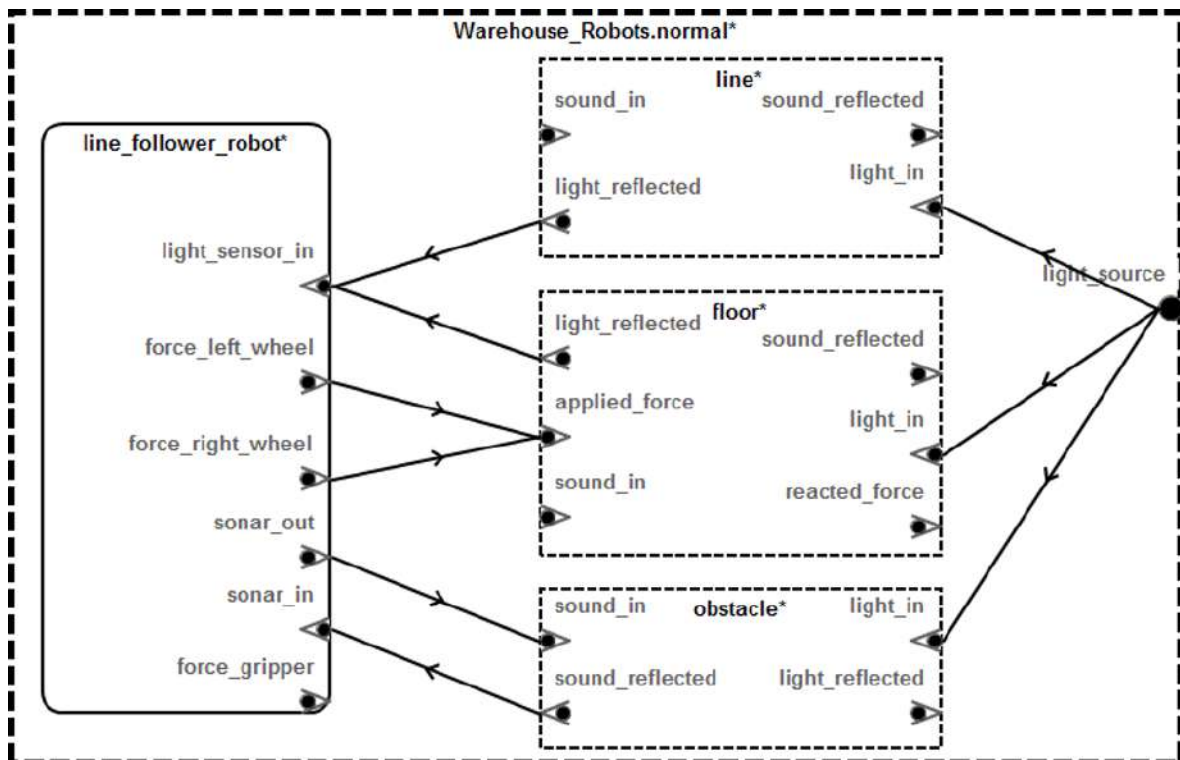 Warehouse_Robots.normal*
line_follower_robot*
light_sensor_in
force_left_wheel
force_right_wheel
sonar_out
sonar_in
force_gripper
line*
sound_in
sound_reflected
light_reflected
light_in
floor*
light_reflected
sound_reflected
applied_force
light_in
sound_in
reacted_force
obstacle*
sound_in
light_in
sound_reflected
light_reflected
light_source